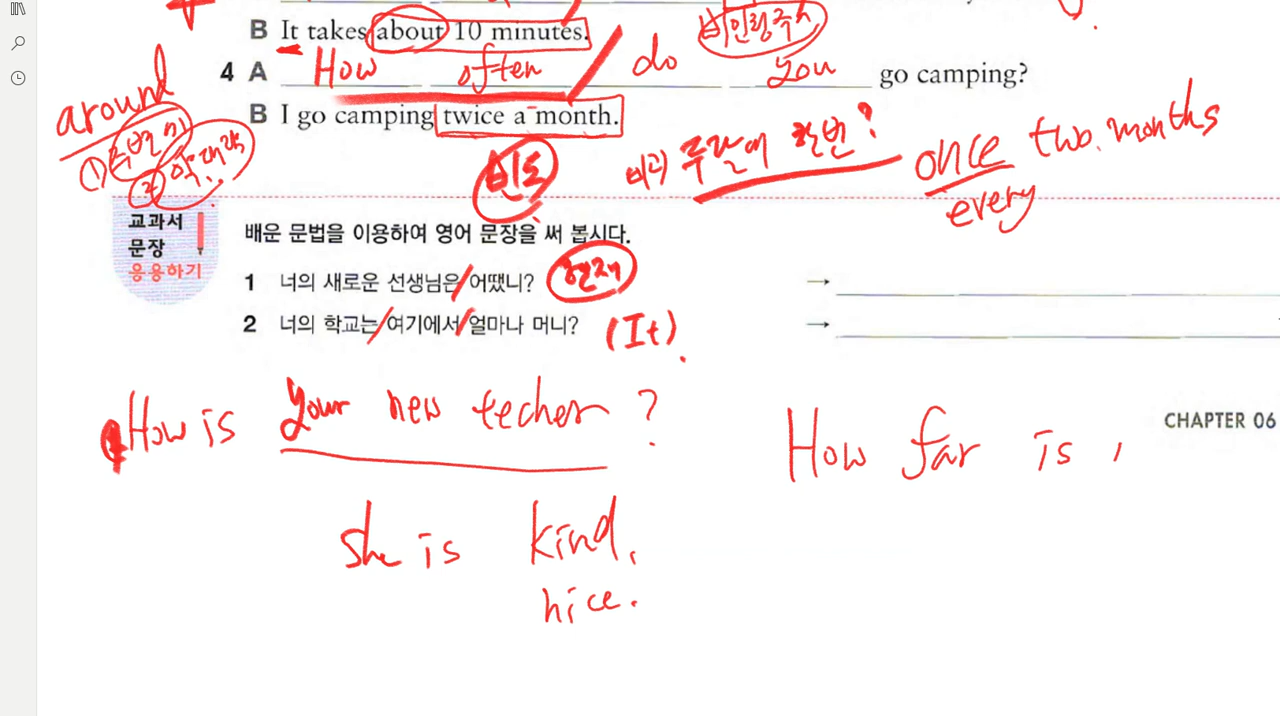 B It takes about 10 minutes.
비인칭주어
4 A How often do you go camping?
around
B I go camping twice a month.
① 주변에
② 약. 대략
빈도
비교 두달에 한번?
once two months
every
교과서
문장
응용하기
배운 문법을 이용하여 영어 문장을 써 봅시다.
1 너의 새로운 선생님은 어땠니? 현재 →
2 너의 학교는 여기에서 얼마나 머니? (It). →
How is your new techer?
CHAPTER 06
How far is
she is kind.
nice.